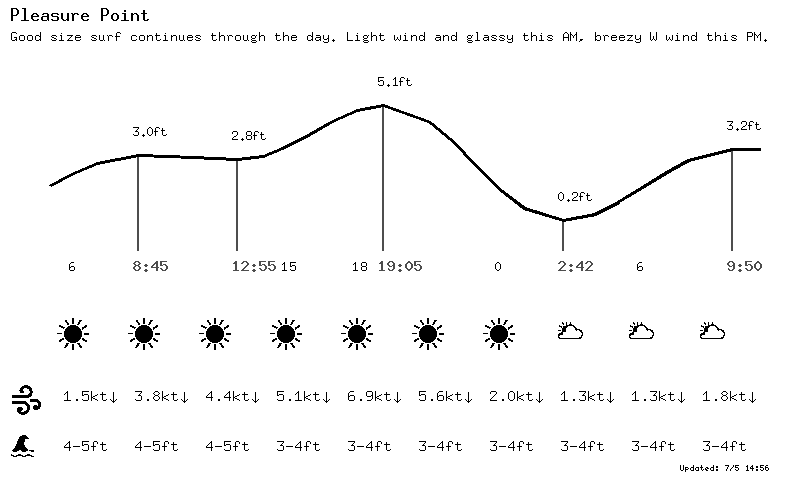 Pleasure Point
Good size surf continues through the day. Light wind and glassy this AM, breezy W wind this PM.
5.1ft
3.0ft 2.8ft 3.2ft
0.2ft
6 8:45 12:55 15 18 19:05 0 2:42 6 9:50
1.5kt↓ 3.8kt↓ 4.4kt↓ 5.1kt↓ 6.9kt↓ 5.6kt↓ 2.0kt↓ 1.3kt↓ 1.3kt↓ 1.8kt↓
4-5ft 4-5ft 4-5ft 3-4ft 3-4ft 3-4ft 3-4ft 3-4ft 3-4ft 3-4ft
Updated: 7/5 14:56